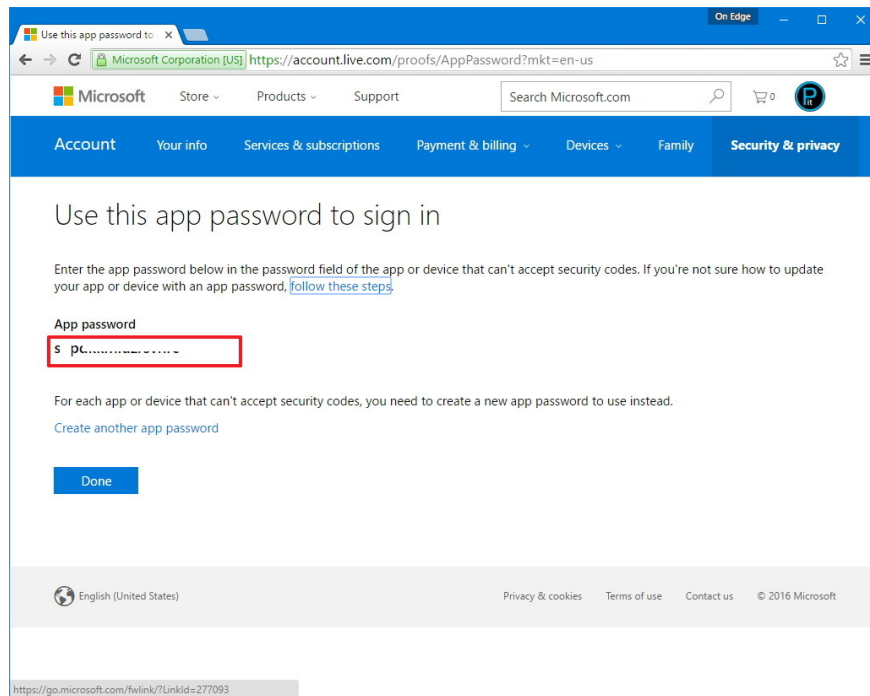 On Edge
Use this app password to
Microsoft Corporation [US] https://account.live.com/proofs/AppPassword?mkt=en-us
Microsoft Store Products Support Search Microsoft.com 0
Account Your info Services & subscriptions Payment & billing Devices Family Security & privacy
Use this app password to sign in
Enter the app password below in the password field of the app or device that can't accept security codes. If you're not sure how to update
your app or device with an app password, follow these steps.
App password
For each app or device that can't accept security codes, you need to create a new app password to use instead.
Create another app password
Done
English (United States) Privacy & cookies Terms of use Contact us © 2016 Microsoft
https://go.microsoft.com/fwlink/?LinkId=277093